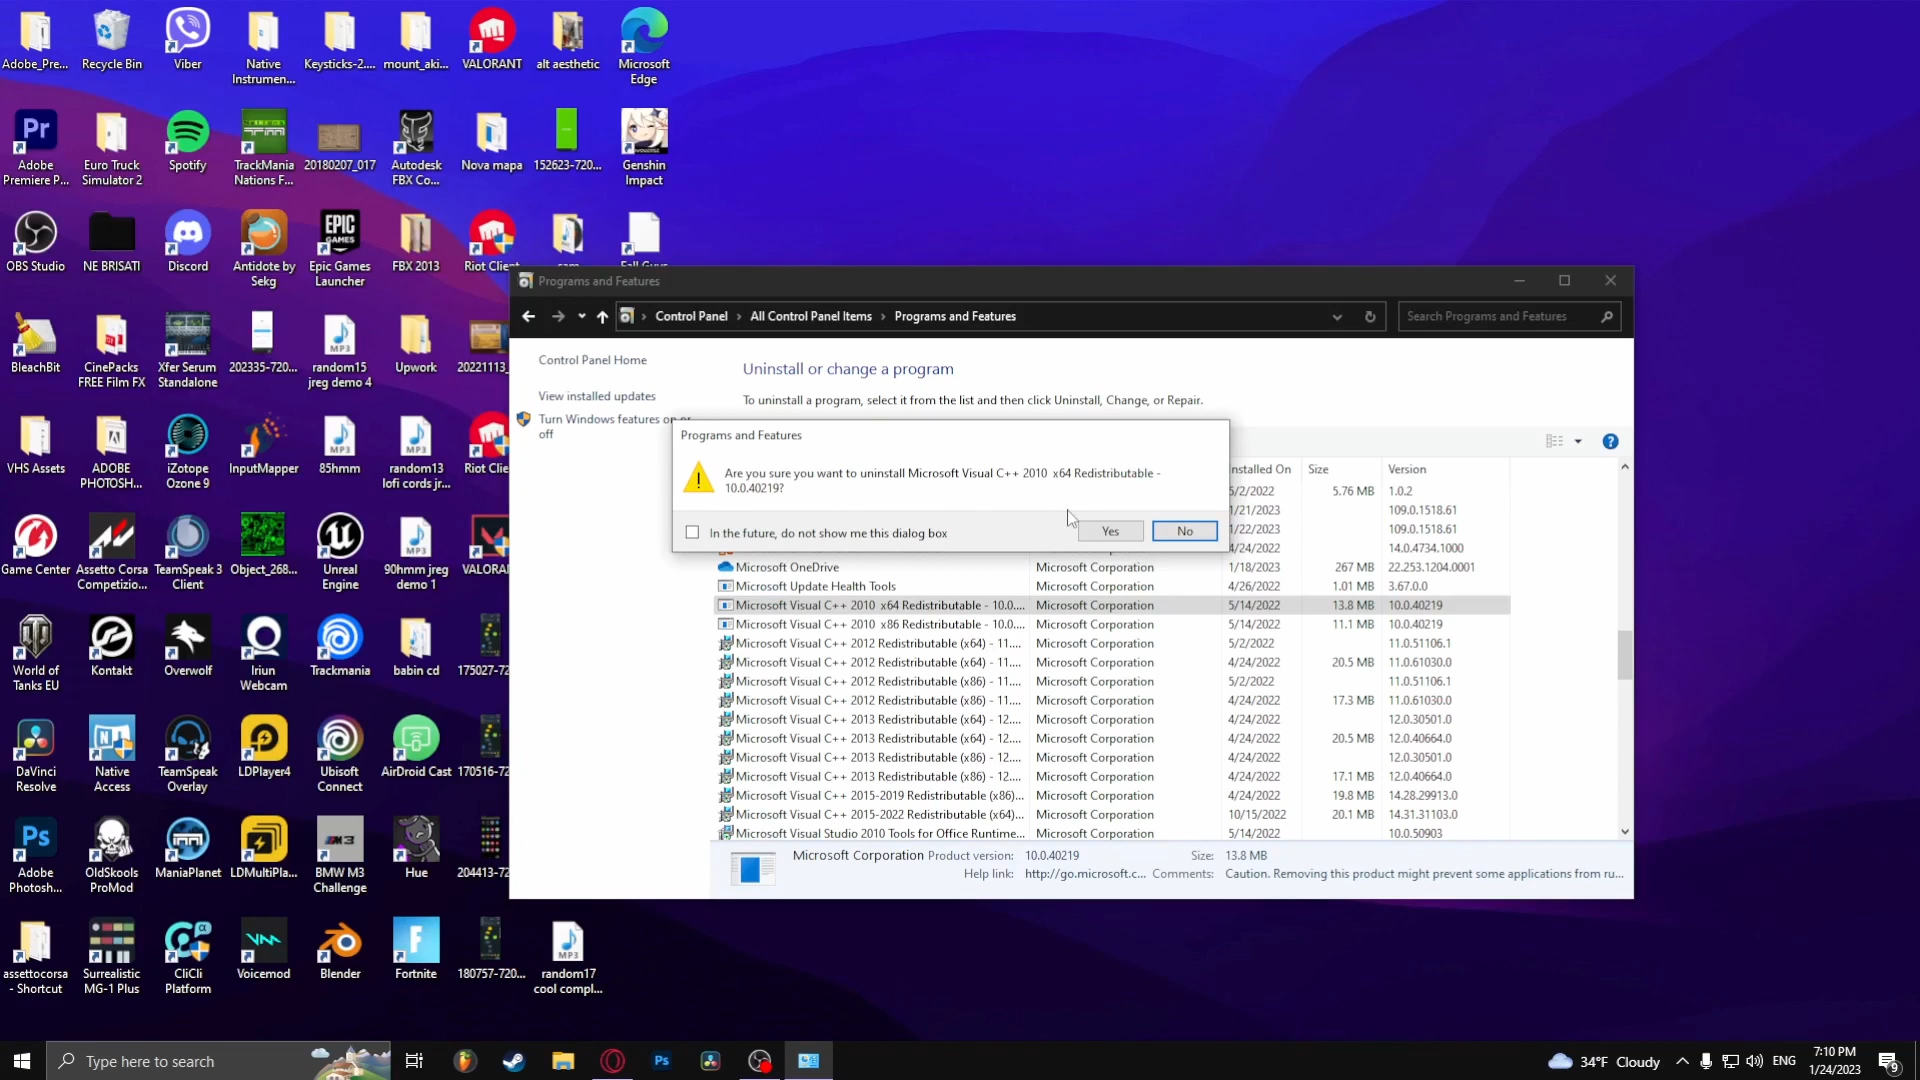 Adobe_Pre...
Recycle Bin
Viber
Native
Instrumen...
Keysticks-2....
mount_aki...
VALORANT
alt aesthetic
Microsoft
Edge
Adobe
Premiere P...
Euro Truck
Simulator 2
Spotify
TrackMania
Nations F...
20180207_017
Autodesk
FBX Co...
Nova mapa
152623-720...
Genshin
Impact
OBS Studio
NE BRISATI
Discord
Antidote by
Sekg
EPIC
GAMES
Epic Games
Launcher
FBX 2013
Riot Client
BleachBit
CinePacks
FREE Film FX
Xfer Serum
Standalone
202335-720...
MP3
random15
jreg demo 4
Upwork
20221113_
VHS Assets
ADOBE
PHOTOSH...
iZotope
Ozone 9
InputMapper
MP3
85hmm
MP3
random13
lofi cords jr...
Riot Clie
Game Center
Assetto Corsa
Competizio...
TeamSpeak 3
Client
Object_268...
Unreal
Engine
MP3
90hmm jreg
demo 1
VALORA
World of
Tanks EU
Kontakt
Overwolf
Iriun
Webcam
Trackmania
babin cd
175027-72
DaVinci
Resolve
Native
Access
TeamSpeak
Overlay
LDPlayer4
Ubisoft
Connect
AirDroid Cast
170516-72
Ps
Adobe
Photosh...
OldSkools
ProMod
ManiaPlanet
LDMultiPla...
BMW M3
Challenge
Hue
204413-72
assettocorsa
- Shortcut
Surrealistic
MG-1 Plus
CliCli
Platform
Voicemod
Blender
Fortnite
180757-720...
MP3
random17
cool compl...
Programs and Features
Control Panel > All Control Panel Items > Programs and Features
Search Programs and Features
Control Panel Home
View installed updates
Turn Windows features on or
off
Uninstall or change a program
To uninstall a program, select it from the list and then click Uninstall, Change, or Repair.
Programs and Features
Are you sure you want to uninstall Microsoft Visual C++ 2010 x64 Redistributable -
10.0.40219?
In the future, do not show me this dialog box
Yes
No
nstalled On Size Version
5/2/2022 5.76 MB 1.0.2
1/21/2023 109.0.1518.61
1/22/2023 109.0.1518.61
4/24/2022 14.0.4734.1000
Microsoft OneDrive Microsoft Corporation 1/18/2023 267 MB 22.253.1204.0001
Microsoft Update Health Tools Microsoft Corporation 4/26/2022 1.01 MB 3.67.0.0
Microsoft Visual C++ 2010 x64 Redistributable - 10.0.... Microsoft Corporation 5/14/2022 13.8 MB 10.0.40219
Microsoft Visual C++ 2010 x86 Redistributable - 10.0.... Microsoft Corporation 5/14/2022 11.1 MB 10.0.40219
Microsoft Visual C++ 2012 Redistributable (x64) - 11.... Microsoft Corporation 5/2/2022 11.0.51106.1
Microsoft Visual C++ 2012 Redistributable (x64) - 11.... Microsoft Corporation 4/24/2022 20.5 MB 11.0.61030.0
Microsoft Visual C++ 2012 Redistributable (x86) - 11.... Microsoft Corporation 5/2/2022 11.0.51106.1
Microsoft Visual C++ 2012 Redistributable (x86) - 11.... Microsoft Corporation 4/24/2022 17.3 MB 11.0.61030.0
Microsoft Visual C++ 2013 Redistributable (x64) - 12.... Microsoft Corporation 4/24/2022 12.0.30501.0
Microsoft Visual C++ 2013 Redistributable (x64) - 12.... Microsoft Corporation 4/24/2022 20.5 MB 12.0.40664.0
Microsoft Visual C++ 2013 Redistributable (x86) - 12.... Microsoft Corporation 4/24/2022 12.0.30501.0
Microsoft Visual C++ 2013 Redistributable (x86) - 12.... Microsoft Corporation 4/24/2022 17.1 MB 12.0.40664.0
Microsoft Visual C++ 2015-2019 Redistributable (x86)... Microsoft Corporation 4/24/2022 19.8 MB 14.28.29913.0
Microsoft Visual C++ 2015-2022 Redistributable (x64)... Microsoft Corporation 10/15/2022 20.1 MB 14.31.31103.0
Microsoft Visual Studio 2010 Tools for Office Runtime... Microsoft Corporation 5/14/2022 10.0.50903
Microsoft Corporation Product version: 10.0.40219 Size: 13.8 MB
Help link: http://go.microsoft.c... Comments: Caution. Removing this product might prevent some applications from ru...
Type here to search
Ps
34°F Cloudy
ENG
7:10 PM
1/24/2023
9